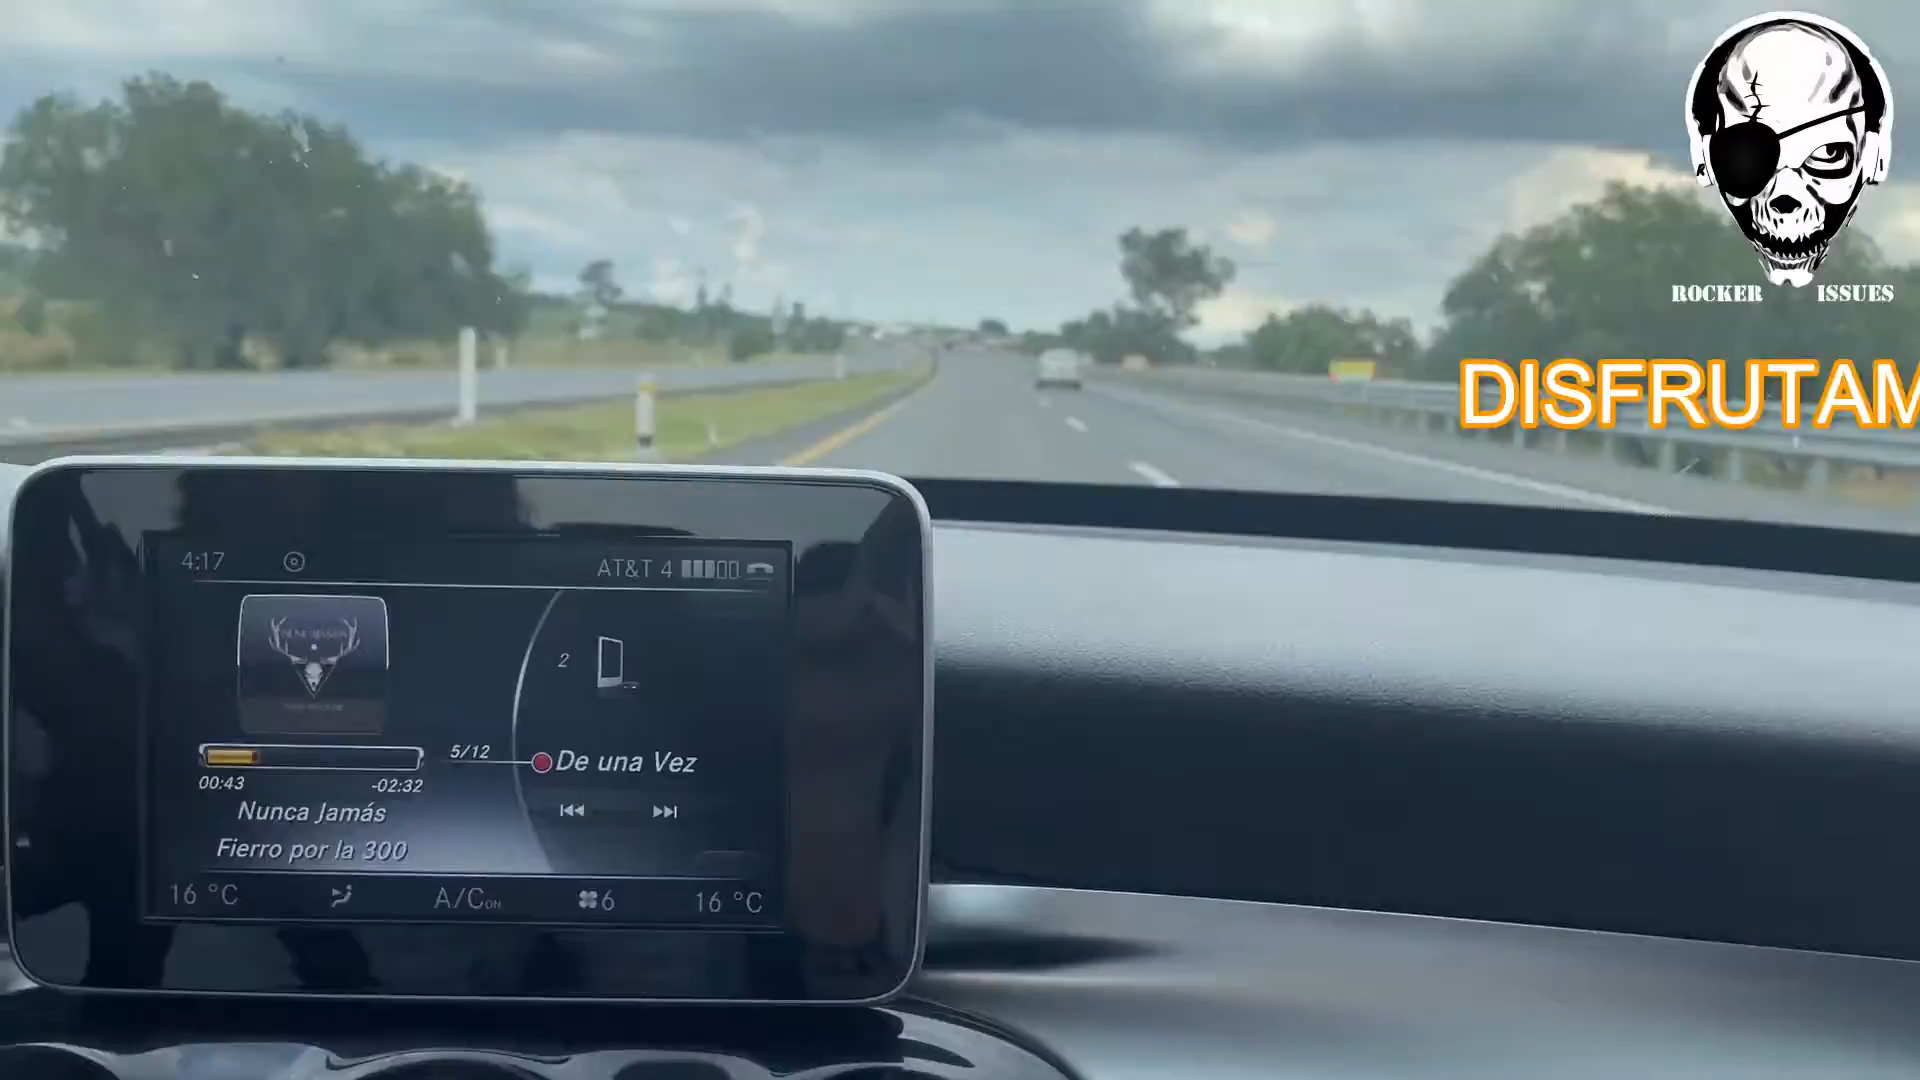 ROCKER ISSUES
DISFRUTAM
4:17
AT&T 4
2
5/12
De una Vez
00:43
-02:32
Nunca Jamás
Fierro por la 300
16 °C
A/C ON
6
16 °C